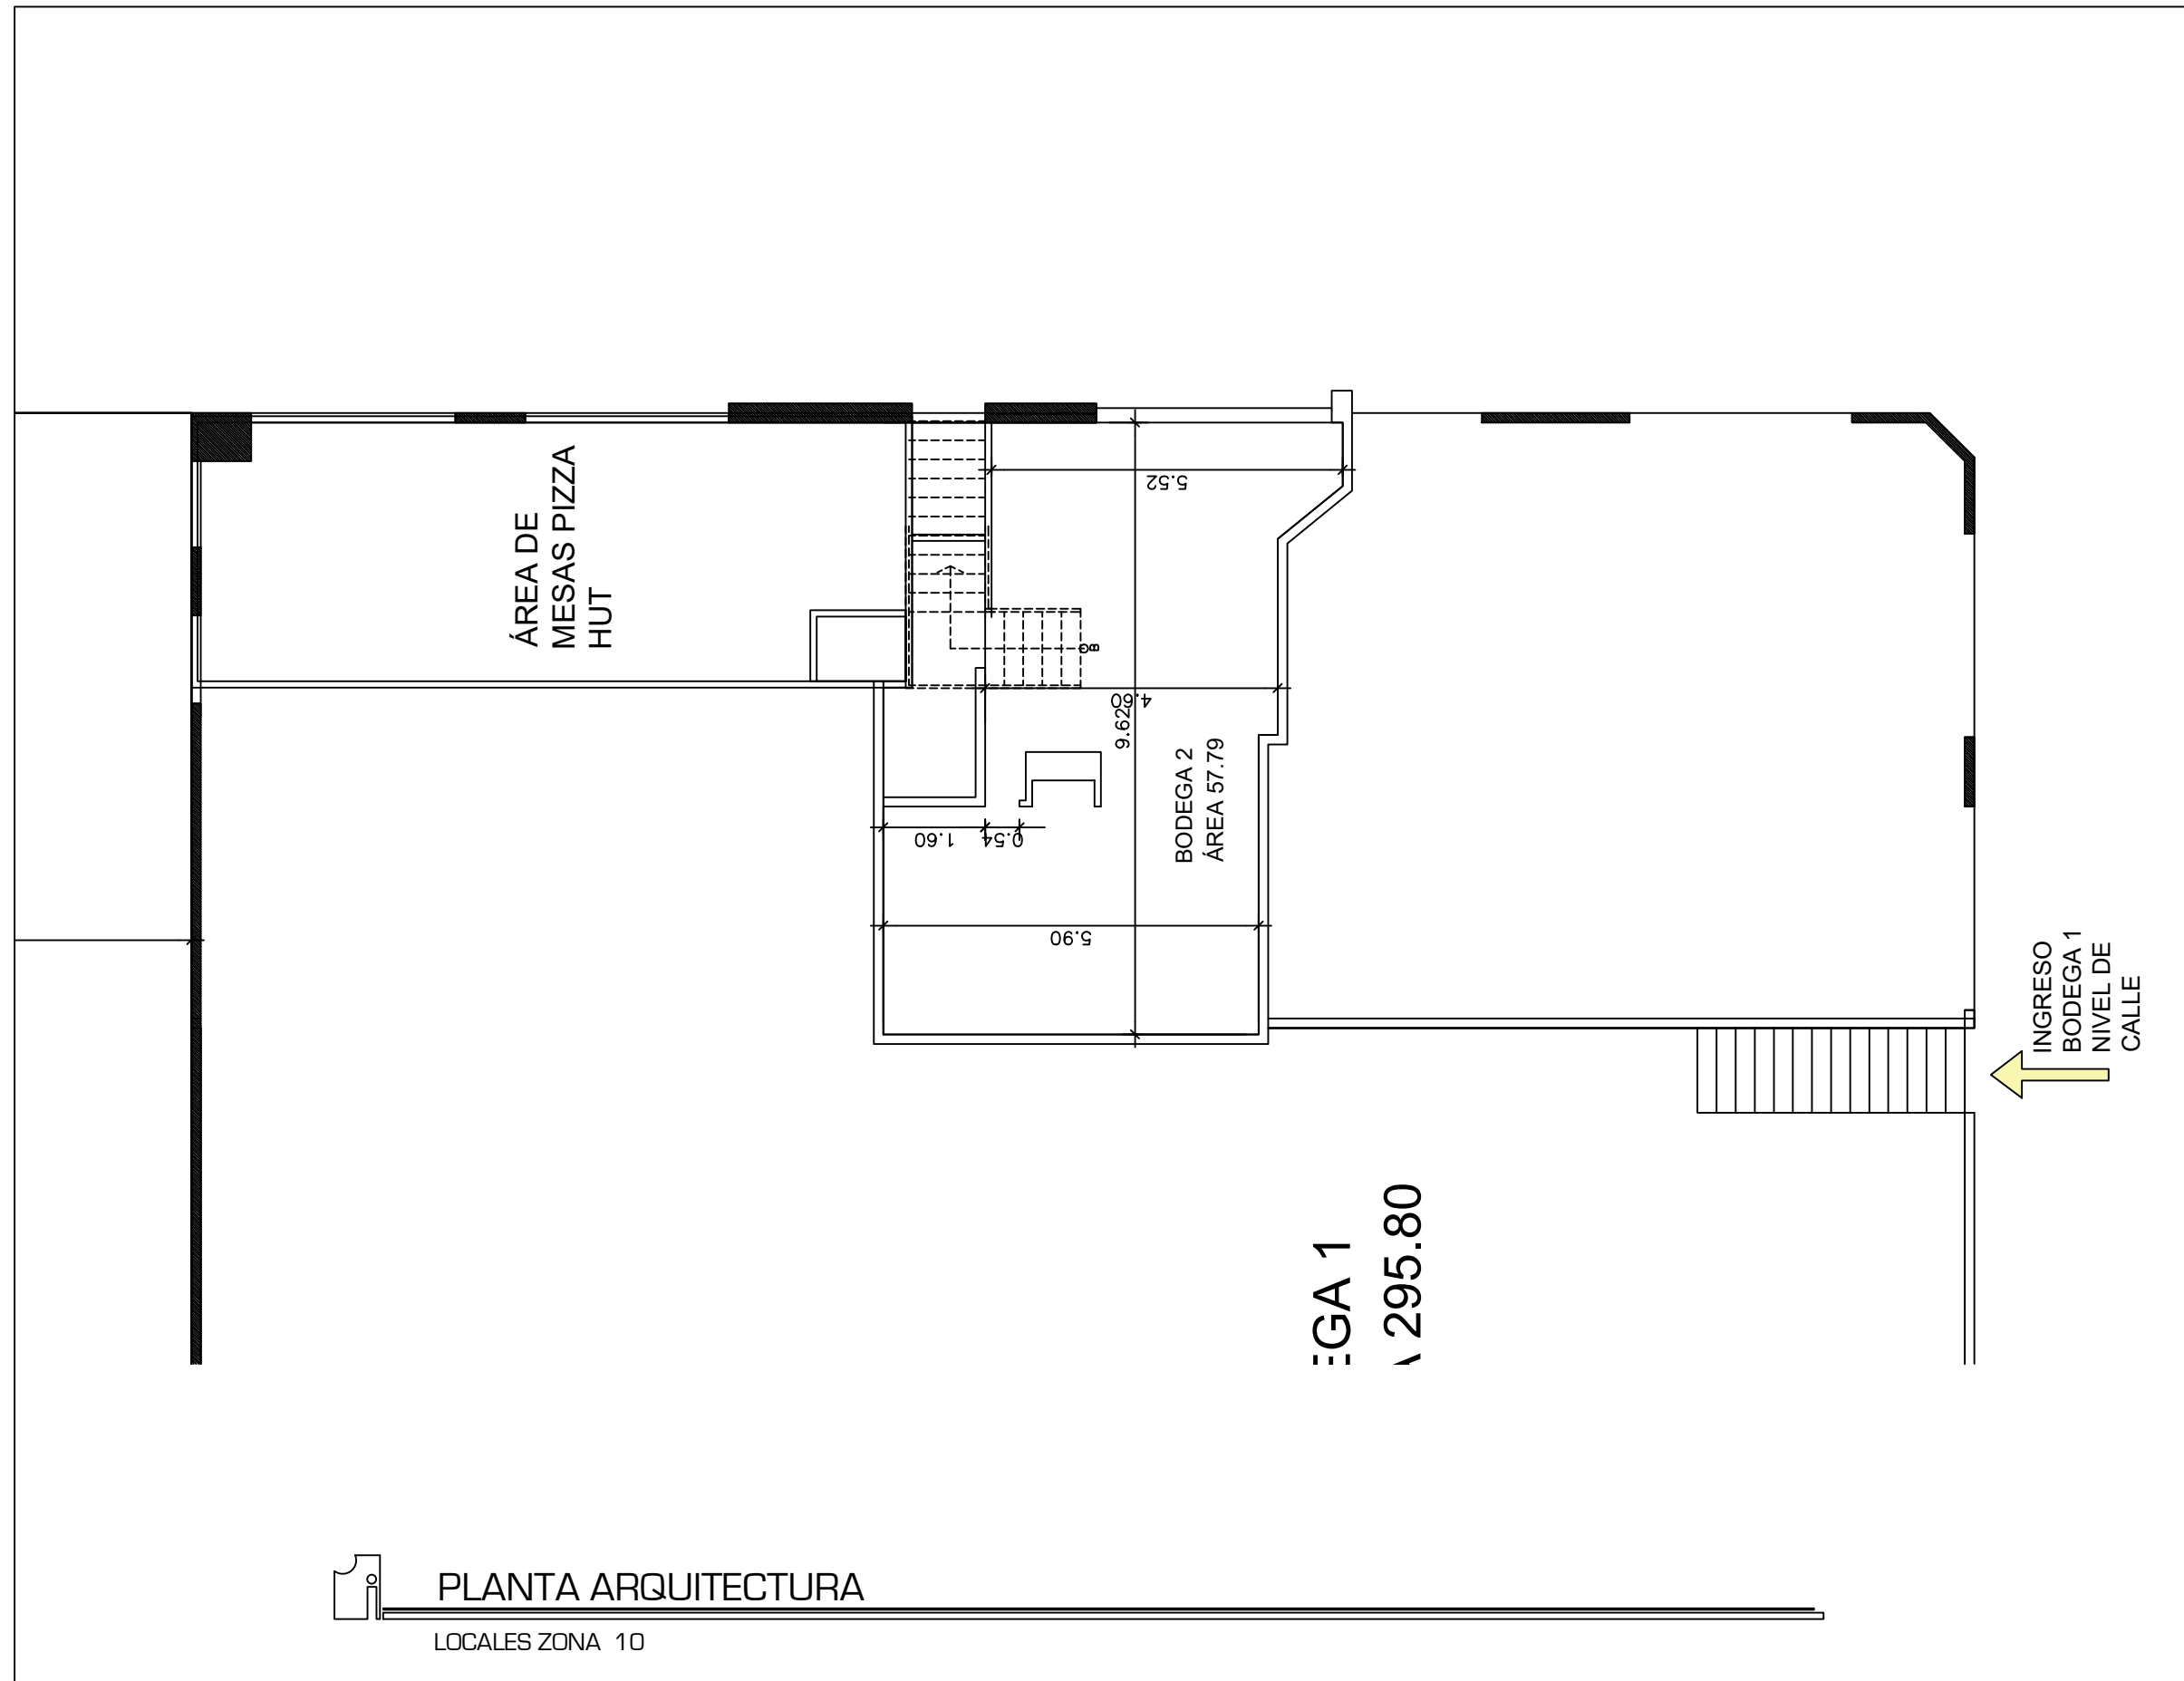 ÁREA DE
MESAS PIZZA
HUT
5.52
B
4.60
9.62
BODEGA 2
ÁREA 57.79
1.60
0.54
5.90
INGRESO
BODEGA 1
NIVEL DE
CALLE
GA 1
295.80
PLANTA ARQUITECTURA
LOCALES ZONA 10